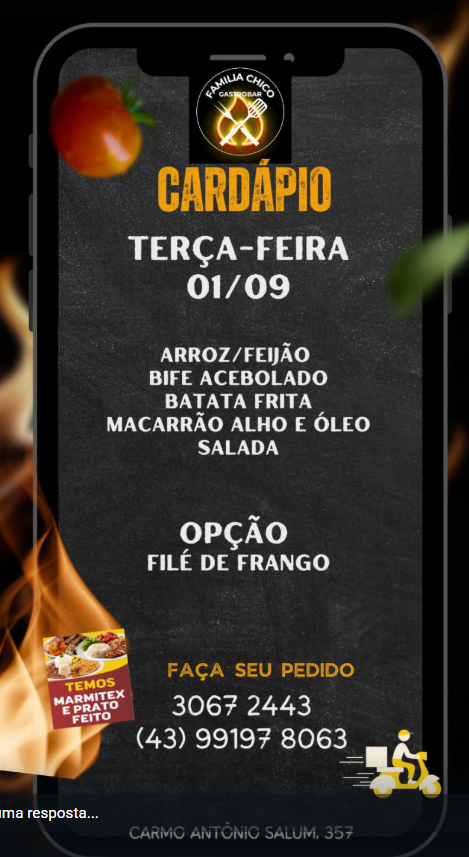 FAMILIA CHICO
GASTROBAR
CARDÁPIO
TERÇA-FEIRA
01/09
ARROZ/FEIJÃO
BIFE ACEBOLADO
BATATA FRITA
MACARRÃO ALHO E ÓLEO
SALADA
OPÇÃO
FILÉ DE FRANGO
TEMOS
MARMITEX
E PRATO
FEITO
FAÇA SEU PEDIDO
3067 2443
(43) 99197 8063
uma resposta...
CARMO ANTÔNIO SALUM, 357